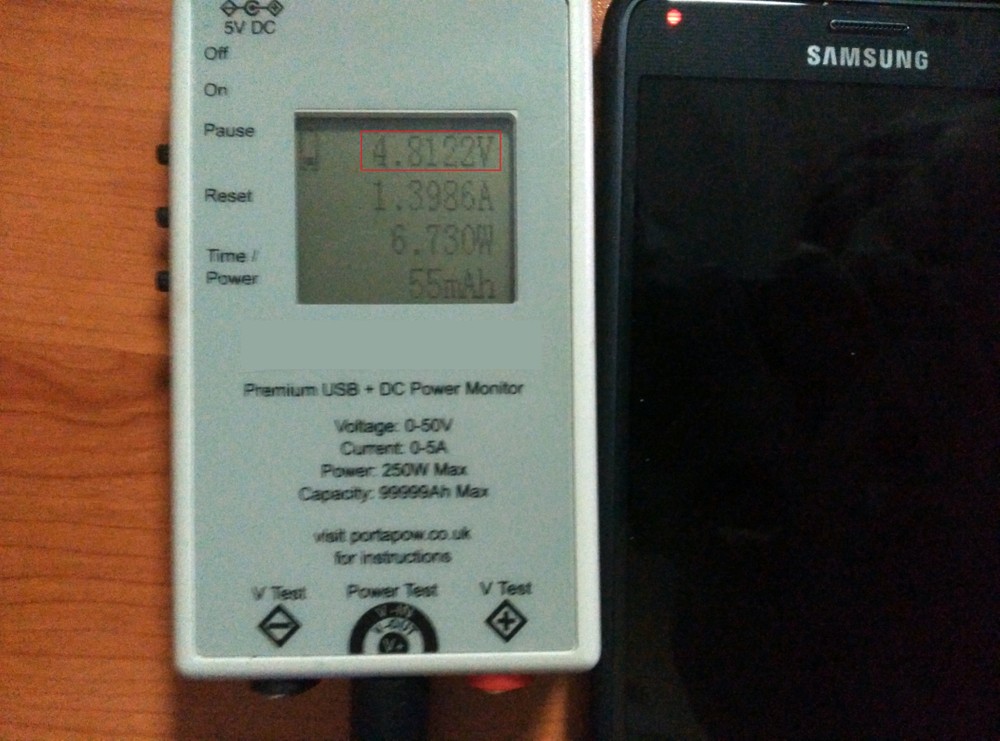 5V DC
Off
On
Pause
Reset
Time /
Power
4.8122V
1.3986A
6.730W
55mAh
Premium USB + DC Power Monitor
Voltage: 0-50V
Current: 0-5A
Power: 250W Max
Capacity: 99999Ah Max
visit portapow.co.uk
for instructions
V Test
Power Test
V Test
V+
SAMSUNG